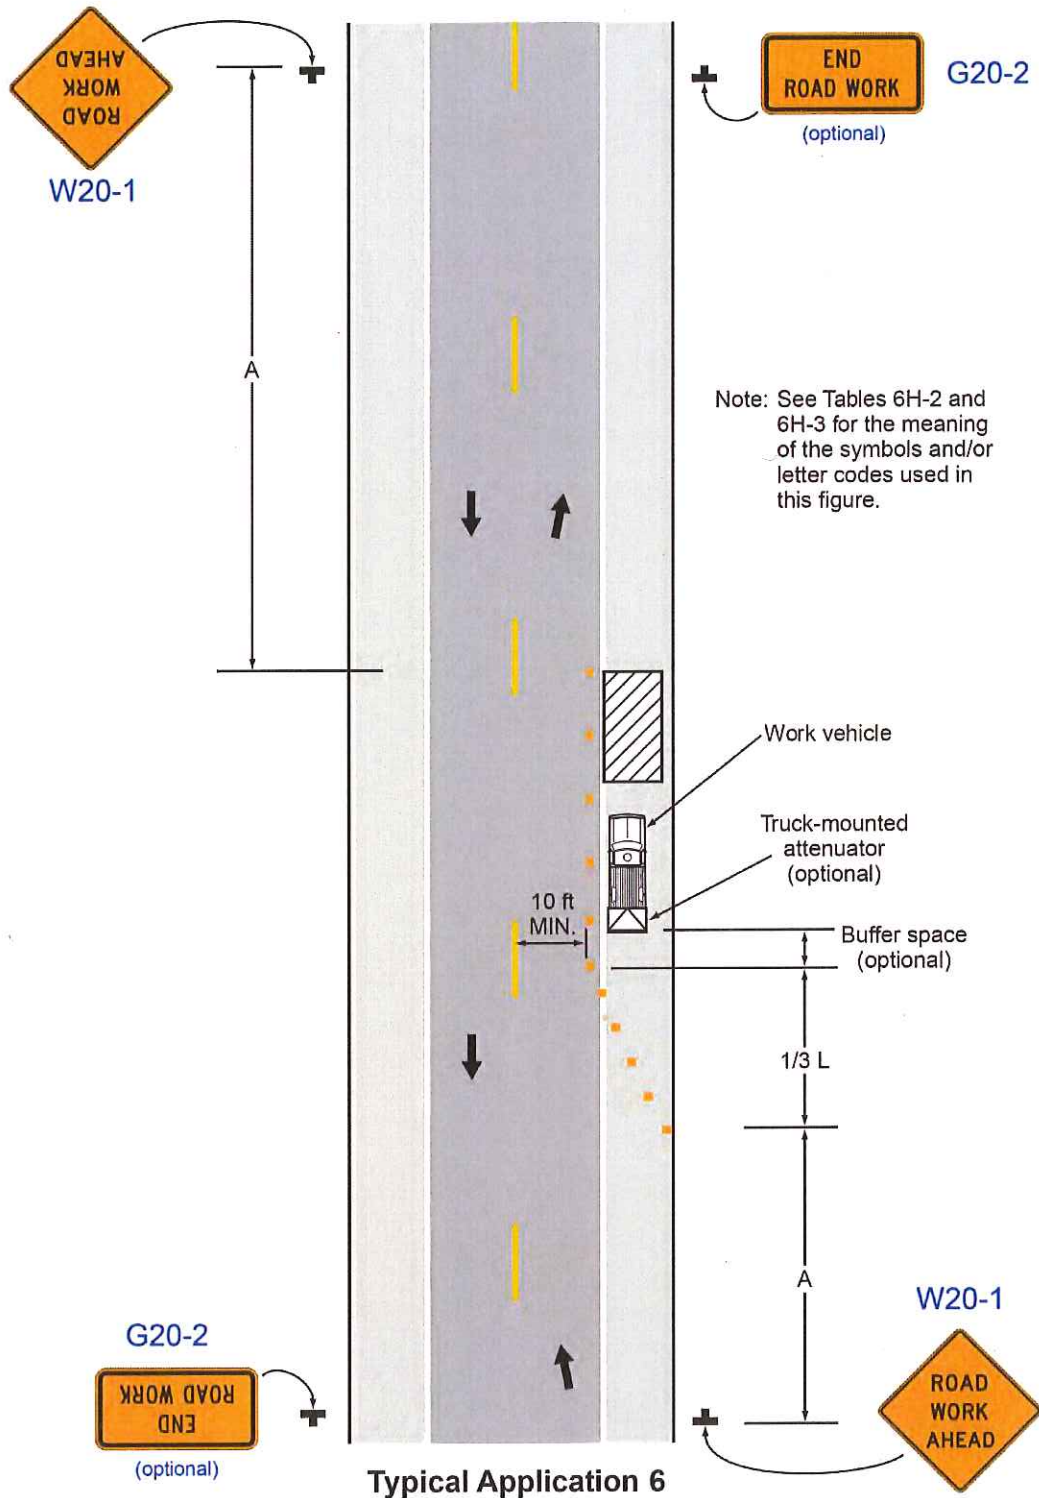 ROAD
WORK
AHEAD
W20-1
END
ROAD WORK
G20-2
(optional)
A
Note: See Tables 6H-2 and
6H-3 for the meaning
of the symbols and/or
letter codes used in
this figure.
Work vehicle
Truck-mounted
attenuator
(optional)
10 ft
MIN.
Buffer space
(optional)
1/3 L
A
W20-1
ROAD
WORK
AHEAD
G20-2
END
ROAD WORK
(optional)
Typical Application 6